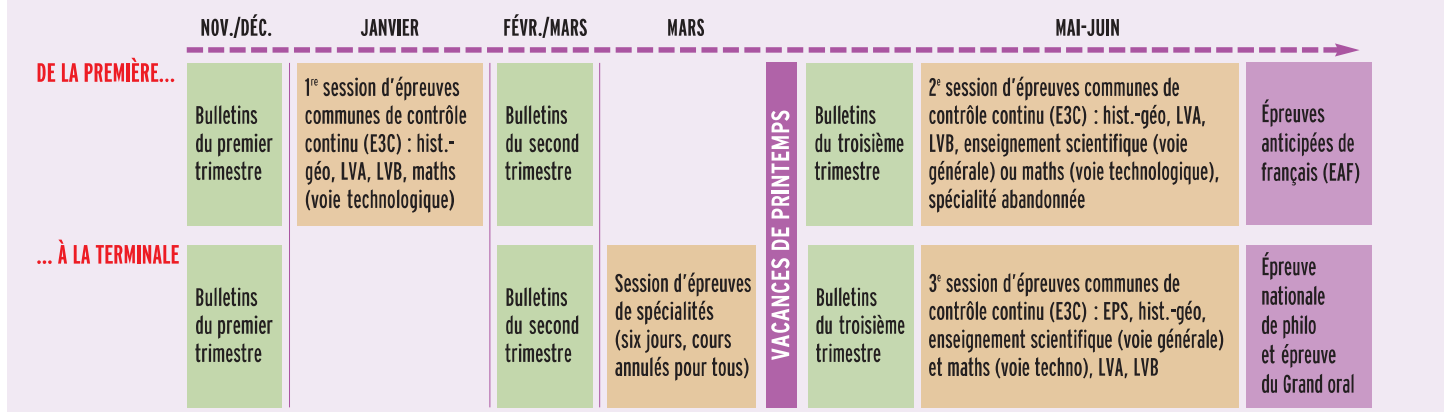 NOV./DÉC. JANVIER FÉVR./MARS MARS MAI-JUIN
DE LA PREMIÈRE...
Bulletins
du premier
trimestre
1re session d'épreuves
communes de contrôle
continu (E3C) : hist.-
géo, LVA, LVB, maths
(voie technologique)
Bulletins
du second
trimestre
VACANCES DE PRINTEMPS
Bulletins
du troisième
trimestre
2e session d'épreuves communes de
contrôle continu (E3C) : hist.-géo, LVA,
LVB, enseignement scientifique (voie
générale) ou maths (voie technologique),
spécialité abandonnée
Épreuves
anticipées de
français (EAF)
... À LA TERMINALE
Bulletins
du premier
trimestre
Bulletins
du second
trimestre
Session d'épreuves
de spécialités
(six jours, cours
annulés pour tous)
Bulletins
du troisième
trimestre
3e session d'épreuves communes de
contrôle continu (E3C) : EPS, hist.-géo,
enseignement scientifique (voie générale)
et maths (voie techno), LVA, LVB
Épreuve
nationale
de philo
et épreuve
du Grand oral